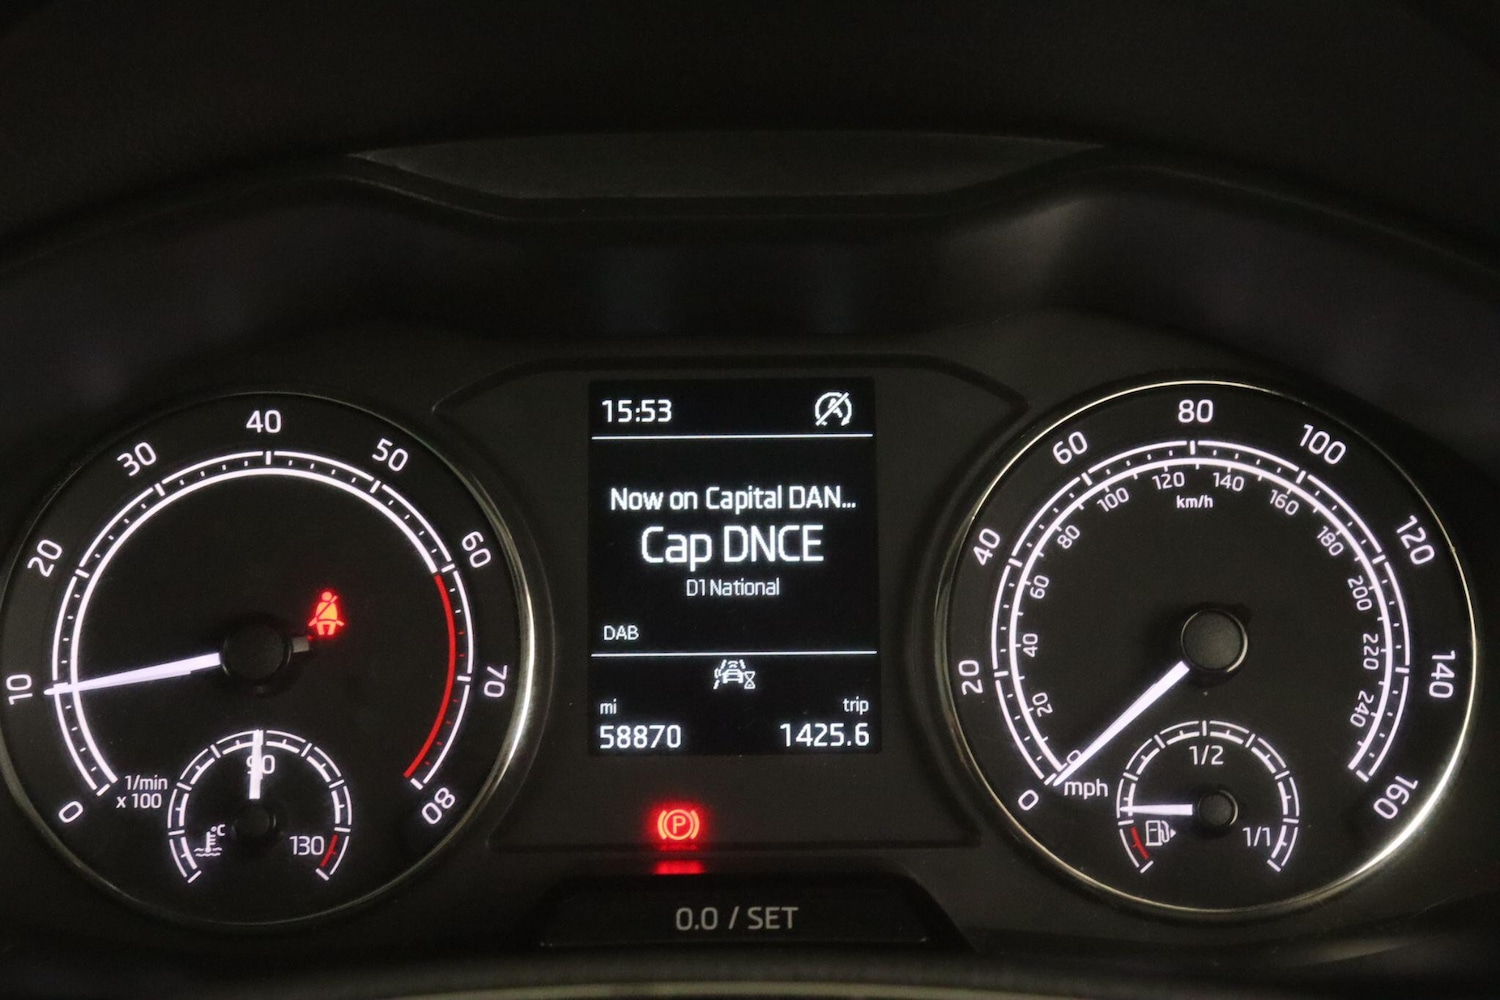 15:53
Now on Capital DAN...
Cap DNCE
D1 National
DAB
mi
trip
58870
1425.6
P
0.0 / SET
0
10
20
30
40
50
60
70
80
1/min
x 100
90
130
°C
0
20
40
60
80
100
120
140
160
mph
20
40
60
80
100
120
140
160
180
200
220
240
km/h
1/2
1/1